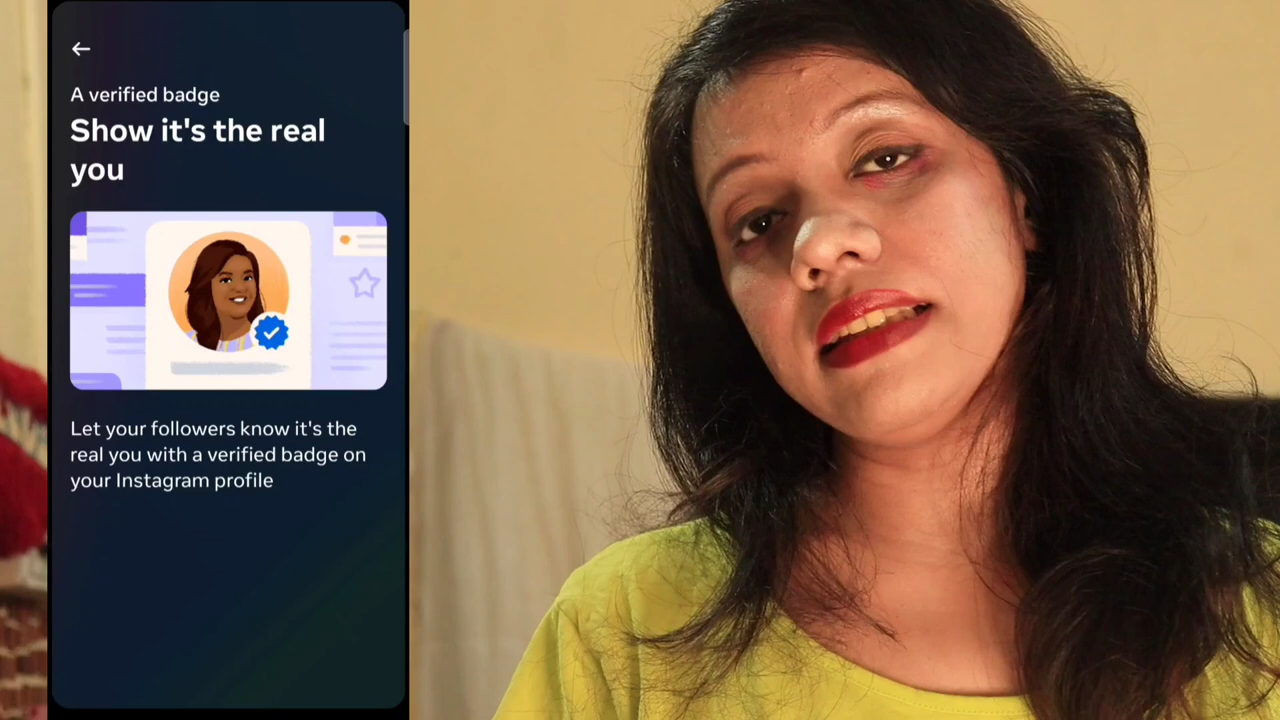 A verified badge
Show it's the real
you
Let your followers know it's the
real you with a verified badge on
your Instagram profile